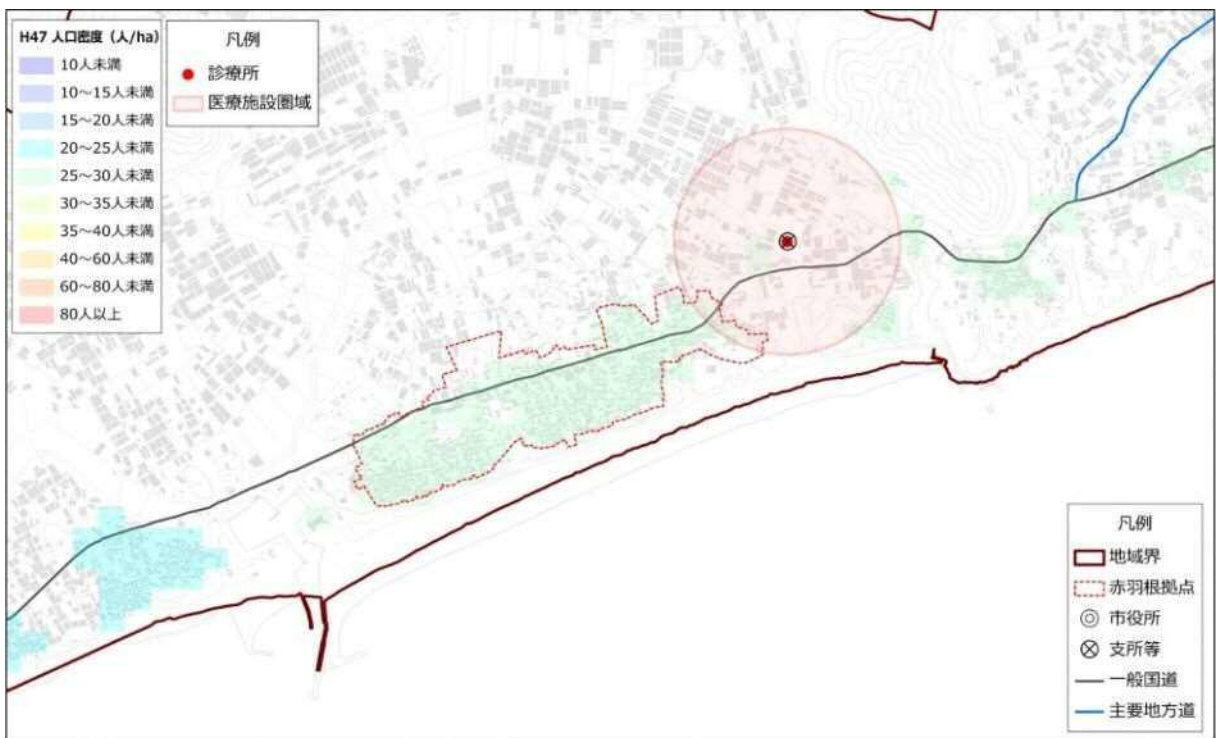 H47 人口密度（人/ha）
10人未満
10～15人未満
15～20人未満
20～25人未満
25～30人未満
30～35人未満
35～40人未満
40～60人未満
60～80人未満
80人以上
凡例
診療所
医療施設圏域
凡例
地域界
赤羽根拠点
市役所
支所等
一般国道
主要地方道